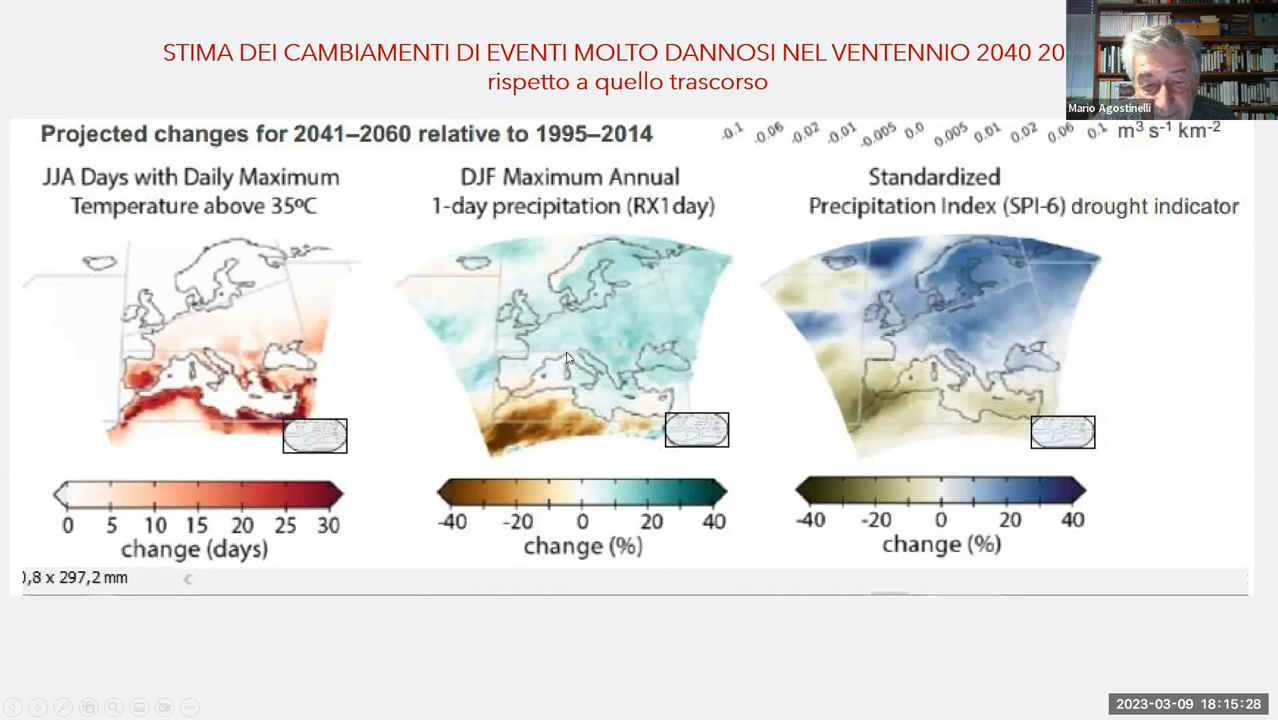 STIMA DEI CAMBIAMENTI DI EVENTI MOLTO DANNOSI NEL VENTENNIO 2040 20
rispetto a quello trascorso
Mario Agostinelli
Projected changes for 2041–2060 relative to 1995–2014
-0.1 -0.06 -0.02 -0.01 -0.005 0.0 0.005 0.01 0.02 0.06 0.1 m³ s⁻¹ km⁻²
JJA Days with Daily Maximum
Temperature above 35ºC
DJF Maximum Annual
1-day precipitation (RX1day)
Standardized
Precipitation Index (SPI-6) drought indicator
0 5 10 15 20 25 30
change (days)
-40 -20 0 20 40
change (%)
-40 -20 0 20 40
change (%)
,8 x 297,2 mm
2023-03-09 18:15:28